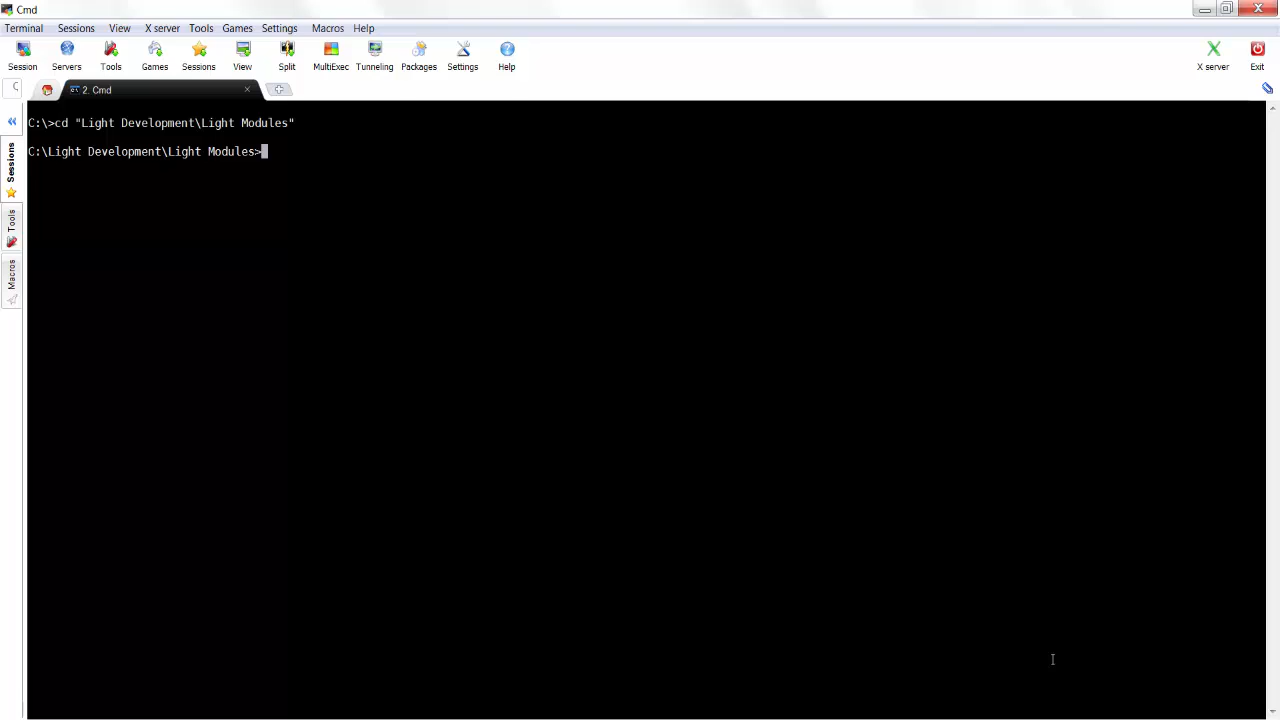 Cmd
Terminal Sessions View X server Tools Games Settings Macros Help
Session Servers Tools Games Sessions View Split MultiExec Tunneling Packages Settings Help X server Exit
2. Cmd
C:\>cd "Light Development\Light Modules"
C:\Light Development\Light Modules>
Sessions
Tools
Macros